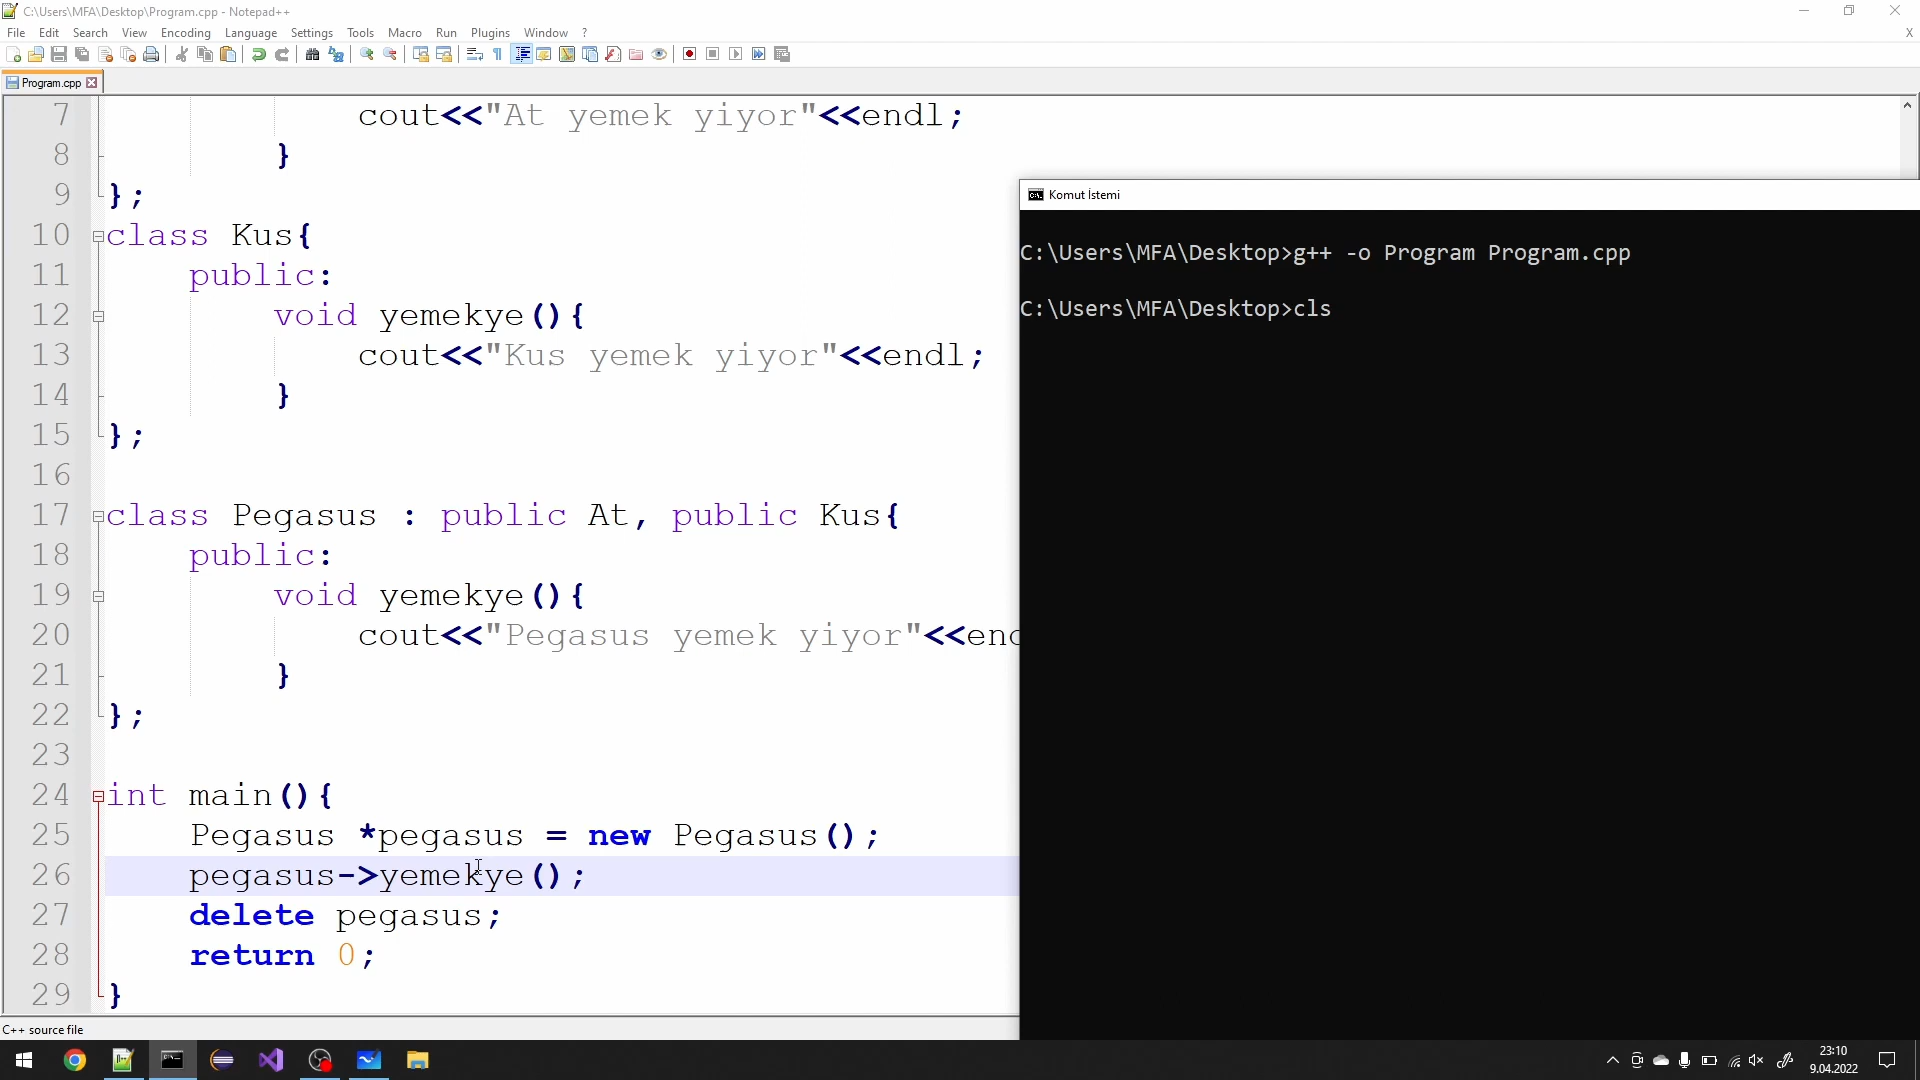 C:\Users\MFA\Desktop\Program.cpp - Notepad++
File Edit Search View Encoding Language Settings Tools Macro Run Plugins Window ? X
Program.cpp
7 cout<<"At yemek yiyor"<<endl;
8 }
9 };
10 class Kus{
11 public:
12 void yemekye(){
13 cout<<"Kus yemek yiyor"<<endl;
14 }
15 };
16
17 class Pegasus : public At, public Kus{
18 public:
19 void yemekye(){
20 cout<<"Pegasus yemek yiyor"<<end
21 }
22 };
23
24 int main(){
25 Pegasus *pegasus = new Pegasus();
26 pegasus->yemekye();
27 delete pegasus;
28 return 0;
29 }
C++ source file
Komut İstemi
C:\Users\MFA\Desktop>g++ -o Program Program.cpp
C:\Users\MFA\Desktop>cls
23:10
9.04.2022